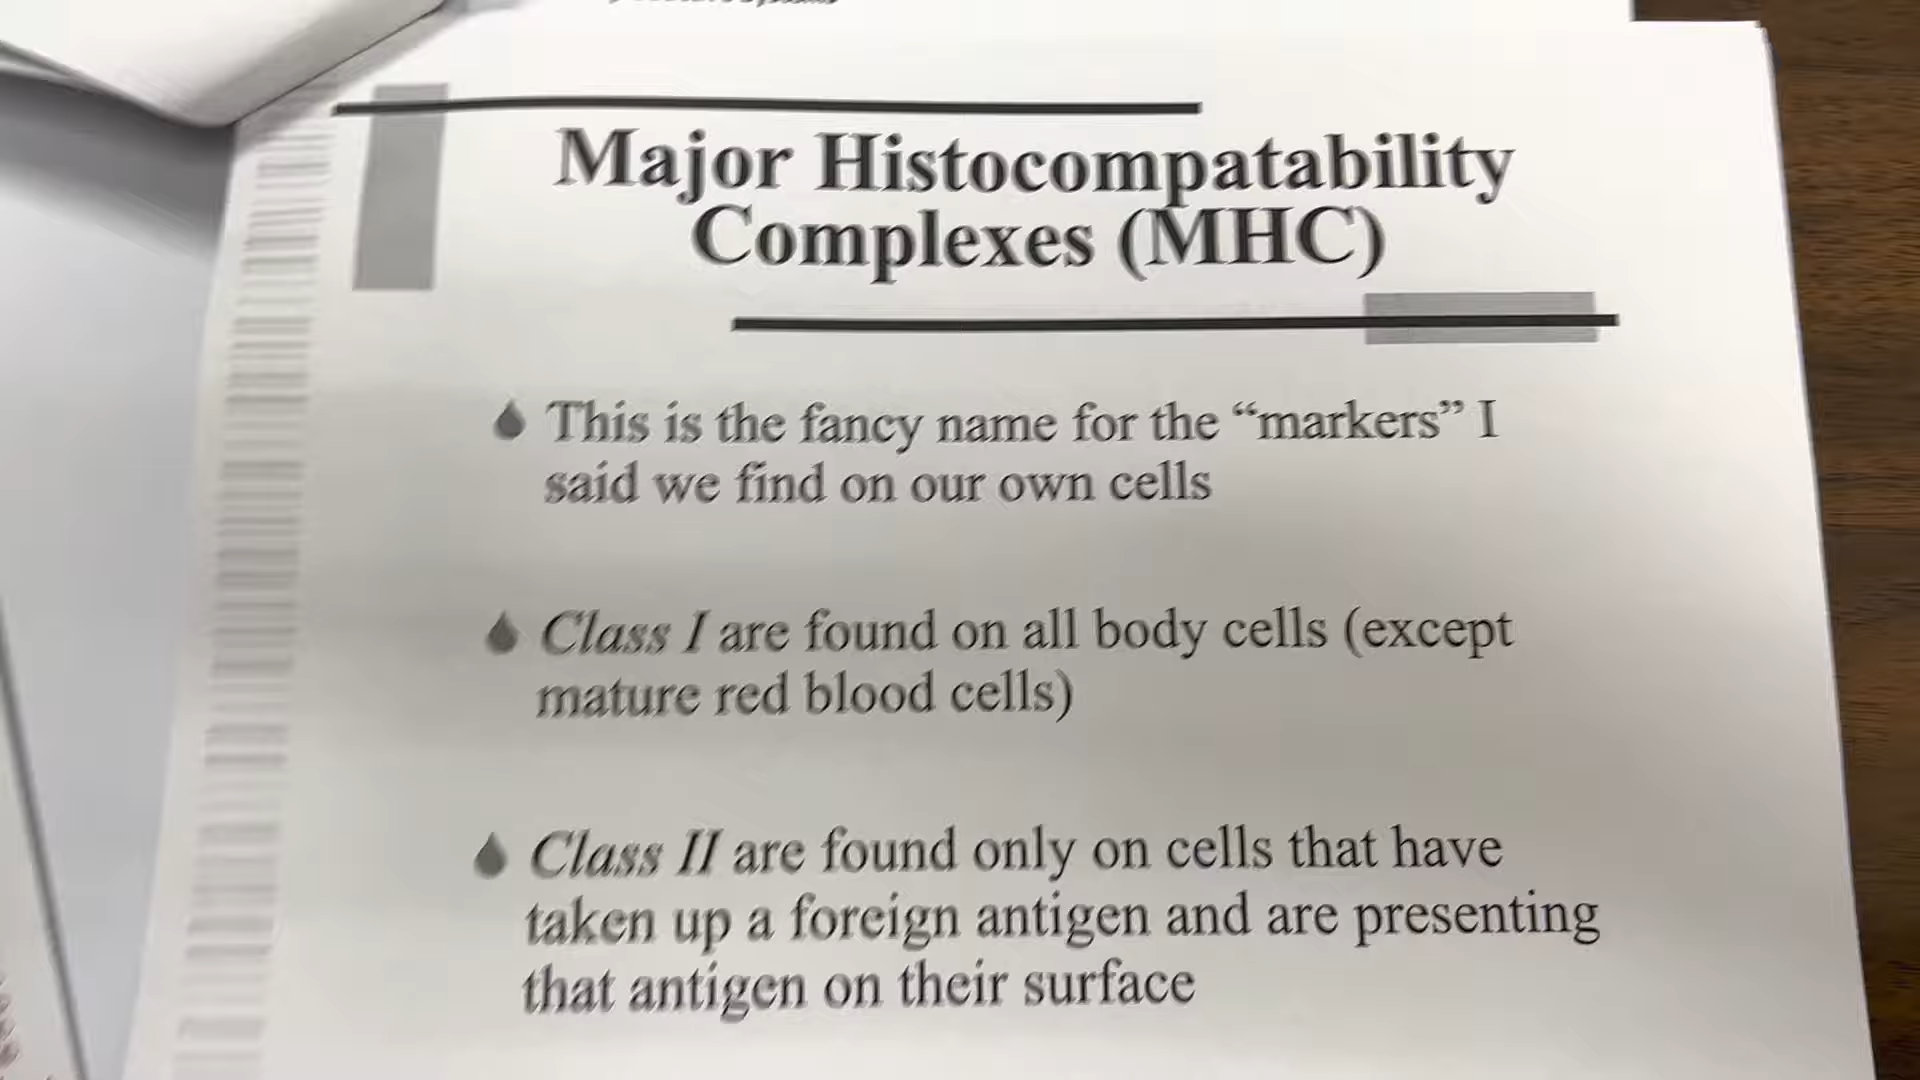 Major Histocompatability
Complexes (MHC)
This is the fancy name for the “markers” I
said we find on our own cells
Class I are found on all body cells (except
mature red blood cells)
Class II are found only on cells that have
taken up a foreign antigen and are presenting
that antigen on their surface